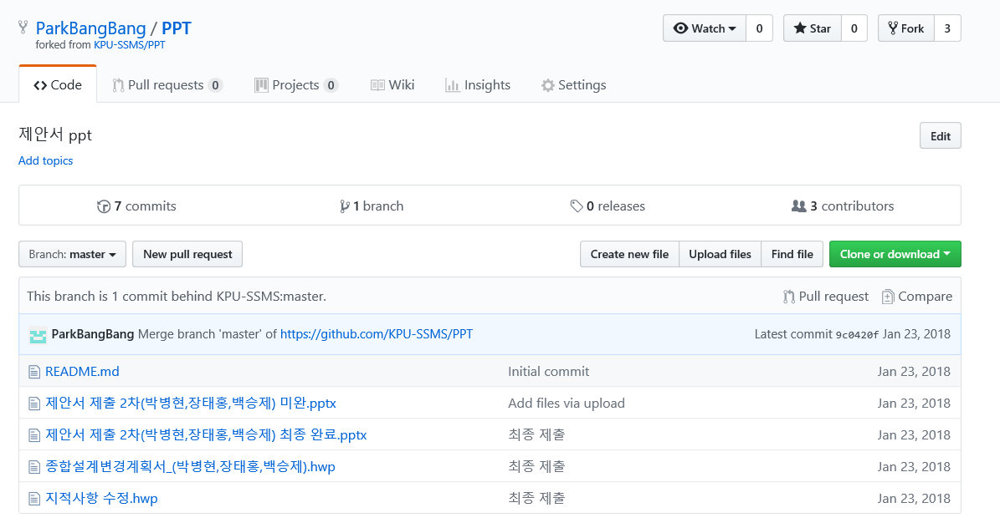 ParkBangBang / PPT
forked from KPU-SSMS/PPT
Watch 0 Star 0 Fork 3
Code Pull requests 0 Projects 0 Wiki Insights Settings
제안서 ppt
Edit
Add topics
7 commits 1 branch 0 releases 3 contributors
Branch: master New pull request Create new file Upload files Find file Clone or download
This branch is 1 commit behind KPU-SSMS:master. Pull request Compare
ParkBangBang Merge branch 'master' of https://github.com/KPU-SSMS/PPT Latest commit 9c0420f Jan 23, 2018
README.md Initial commit Jan 23, 2018
제안서 제출 2차(박병현,장태홍,백승제) 미완.pptx Add files via upload Jan 23, 2018
제안서 제출 2차(박병현,장태홍,백승제) 최종 완료.pptx 최종 제출 Jan 23, 2018
종합설계변경계획서_(박병현,장태홍,백승제).hwp 최종 제출 Jan 23, 2018
지적사항 수정.hwp 최종 제출 Jan 23, 2018